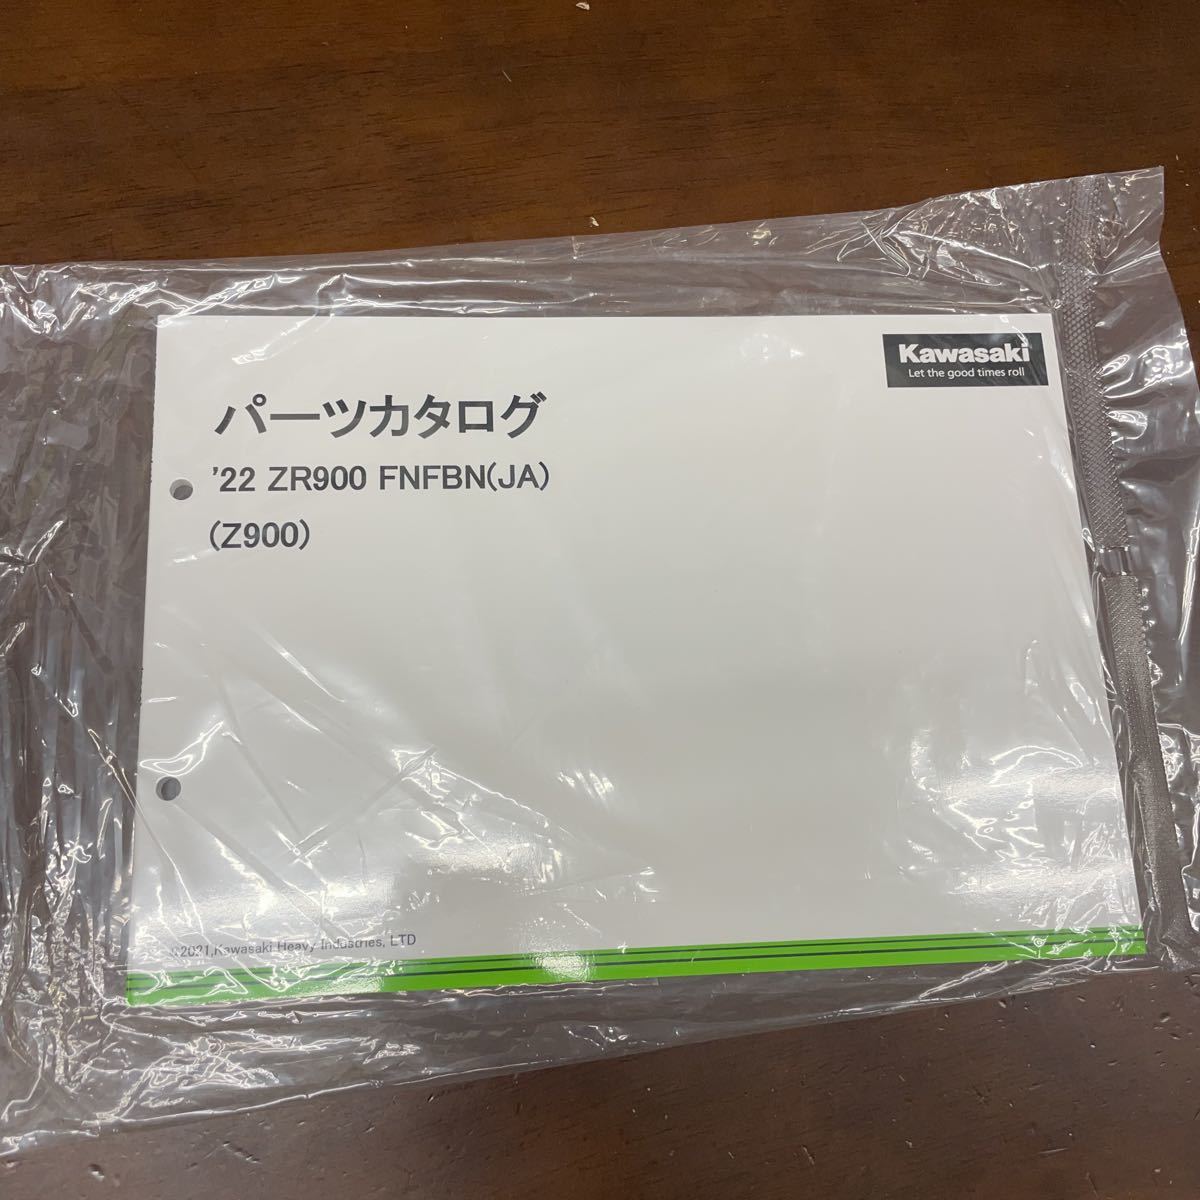 Kawasaki
Let the good times roll
パーツカタログ
'22 ZR900 FNFBN(JA)
(Z900)
©2021,Kawasaki Heavy Industries, LTD